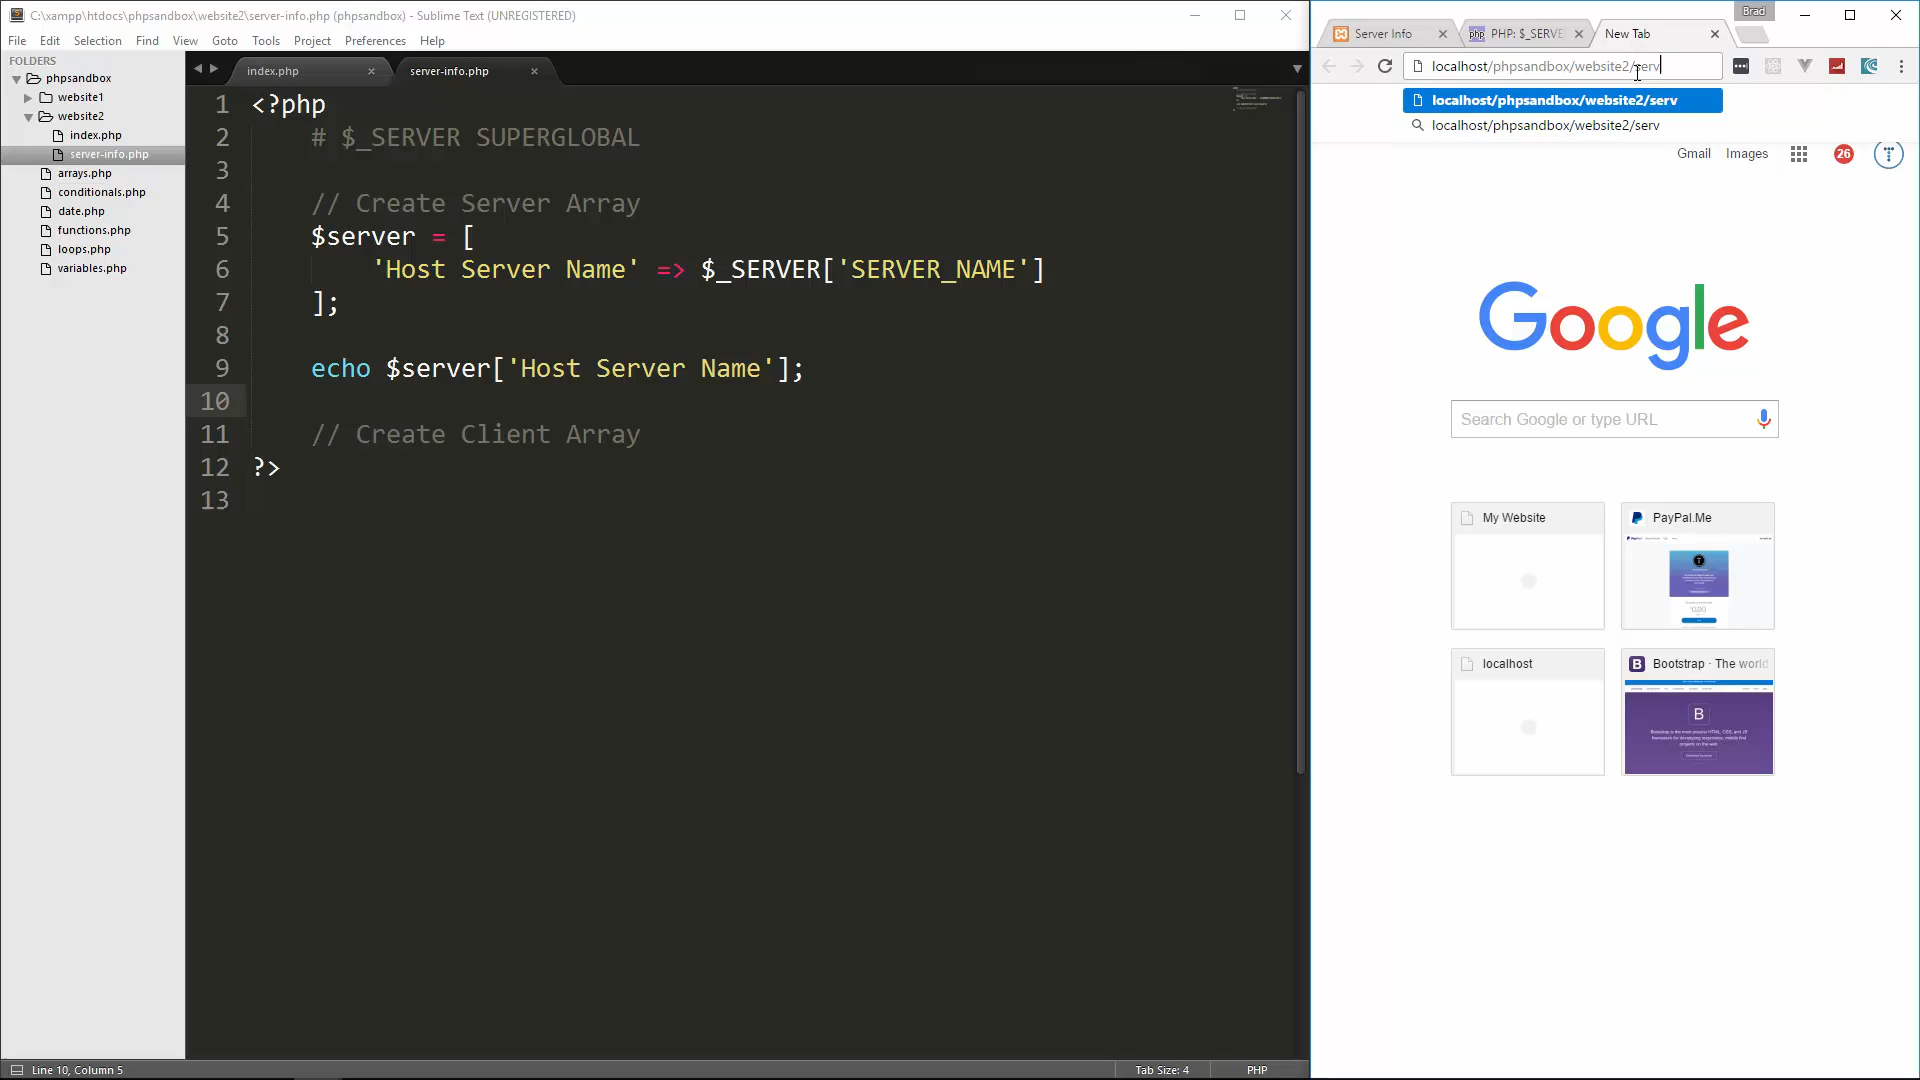 C:\xampp\htdocs\phpsandbox\website2\server-info.php (phpsandbox) - Sublime Text (UNREGISTERED)
File Edit Selection Find View Goto Tools Project Preferences Help
FOLDERS
phpsandbox
website1
website2
index.php
server-info.php
arrays.php
conditionals.php
date.php
functions.php
loops.php
variables.php
index.php
server-info.php
1 <?php
2 # $_SERVER SUPERGLOBAL
3
4 // Create Server Array
5 $server = [
6 'Host Server Name' => $_SERVER['SERVER_NAME']
7 ];
8
9 echo $server['Host Server Name'];
10
11 // Create Client Array
12 ?>
13
Line 10, Column 5
Tab Size: 4
PHP
Brad
Server Info
php PHP: $_SERVE
New Tab
localhost/phpsandbox/website2/serv
localhost/phpsandbox/website2/serv
localhost/phpsandbox/website2/serv
Gmail Images 26
Google
Search Google or type URL
My Website
PayPal.Me
localhost
B Bootstrap · The world
B